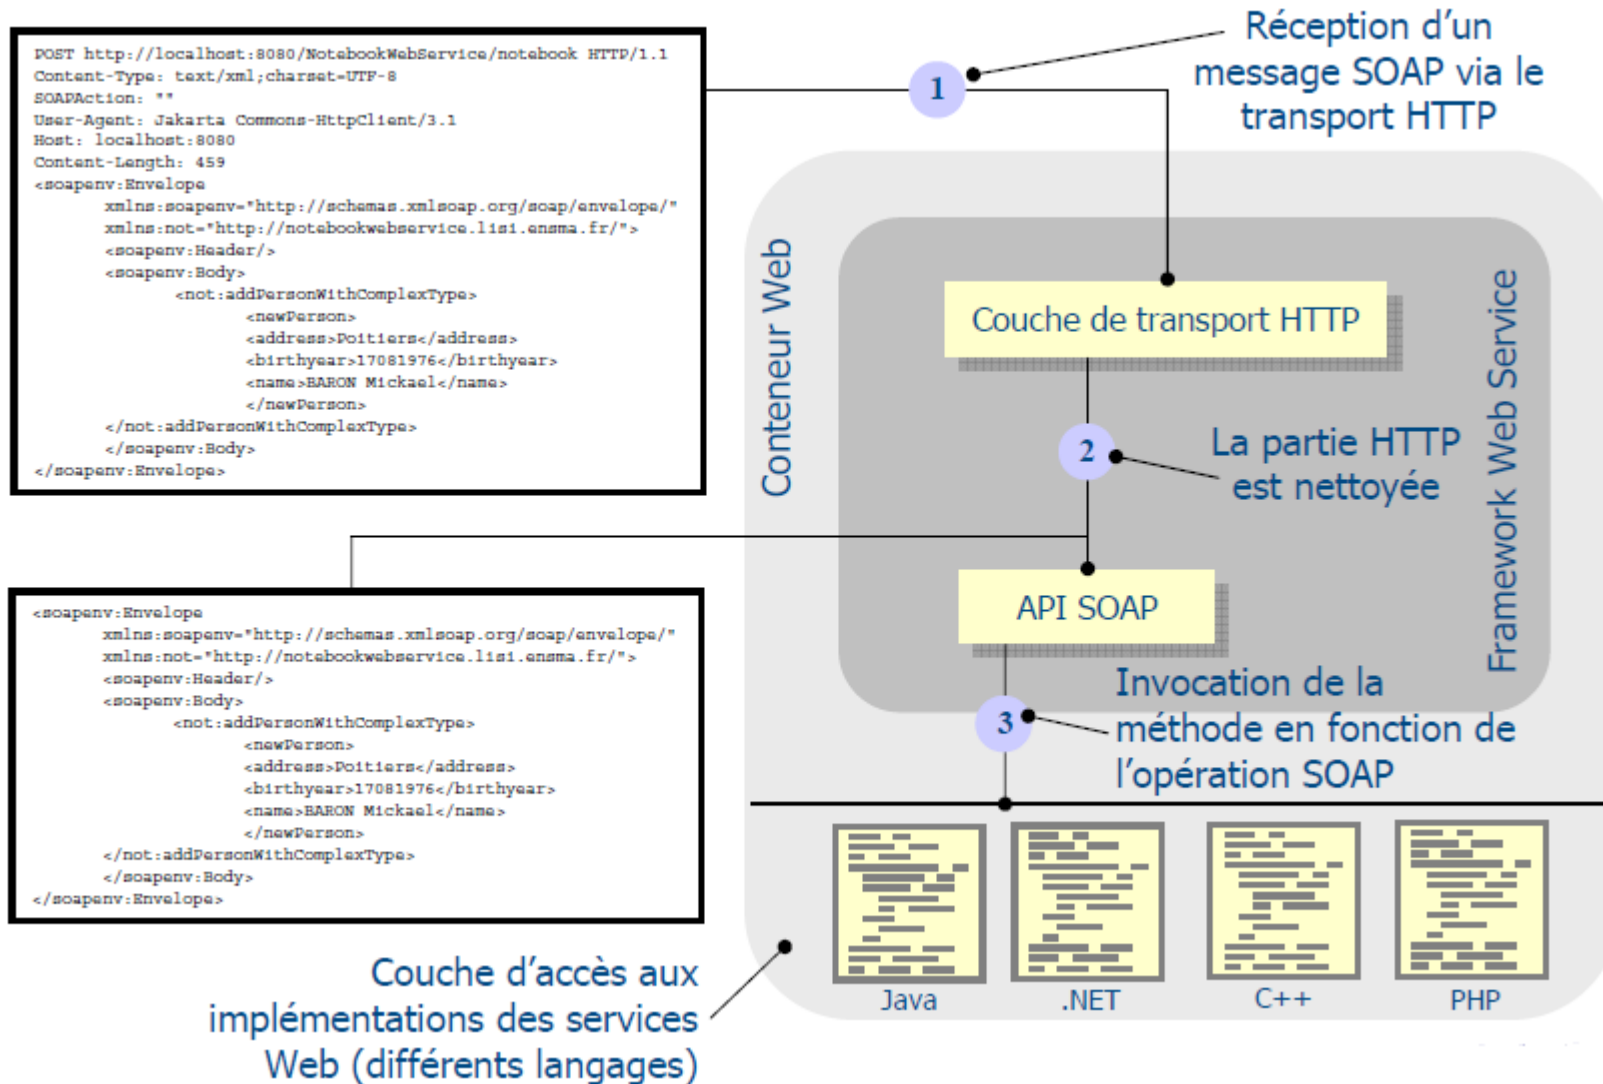 POST http://localhost:8080/NotebookWebService/notebook HTTP/1.1
Content-Type: text/xml;charset=UTF-8
SOAPAction: ""
User-Agent: Jakarta Commons-HttpClient/3.1
Host: localhost:8080
Content-Length: 459
<soapenv:Envelope
xmlns:soapenv="http://schemas.xmlsoap.org/soap/envelope/"
xmlns:not="http://notebookwebservice.lisi.ensma.fr/">
<soapenv:Header/>
<soapenv:Body>
<not:addPersonWithComplexType>
<newPerson>
<address>Poitiers</address>
<birthyear>17081976</birthyear>
<name>BARON Mickael</name>
</newPerson>
</not:addPersonWithComplexType>
</soapenv:Body>
</soapenv:Envelope>
1
Réception d'un
message SOAP via le
transport HTTP
Conteneur Web
Framework Web Service
Couche de transport HTTP
2
La partie HTTP
est nettoyée
API SOAP
<soapenv:Envelope
xmlns:soapenv="http://schemas.xmlsoap.org/soap/envelope/"
xmlns:not="http://notebookwebservice.lisi.ensma.fr/">
<soapenv:Header/>
<soapenv:Body>
<not:addPersonWithComplexType>
<newPerson>
<address>Poitiers</address>
<birthyear>17081976</birthyear>
<name>BARON Mickael</name>
</newPerson>
</not:addPersonWithComplexType>
</soapenv:Body>
</soapenv:Envelope>
3
Invocation de la
méthode en fonction de
l'opération SOAP
Java
.NET
C++
PHP
Couche d'accès aux
implémentations des services
Web (différents langages)